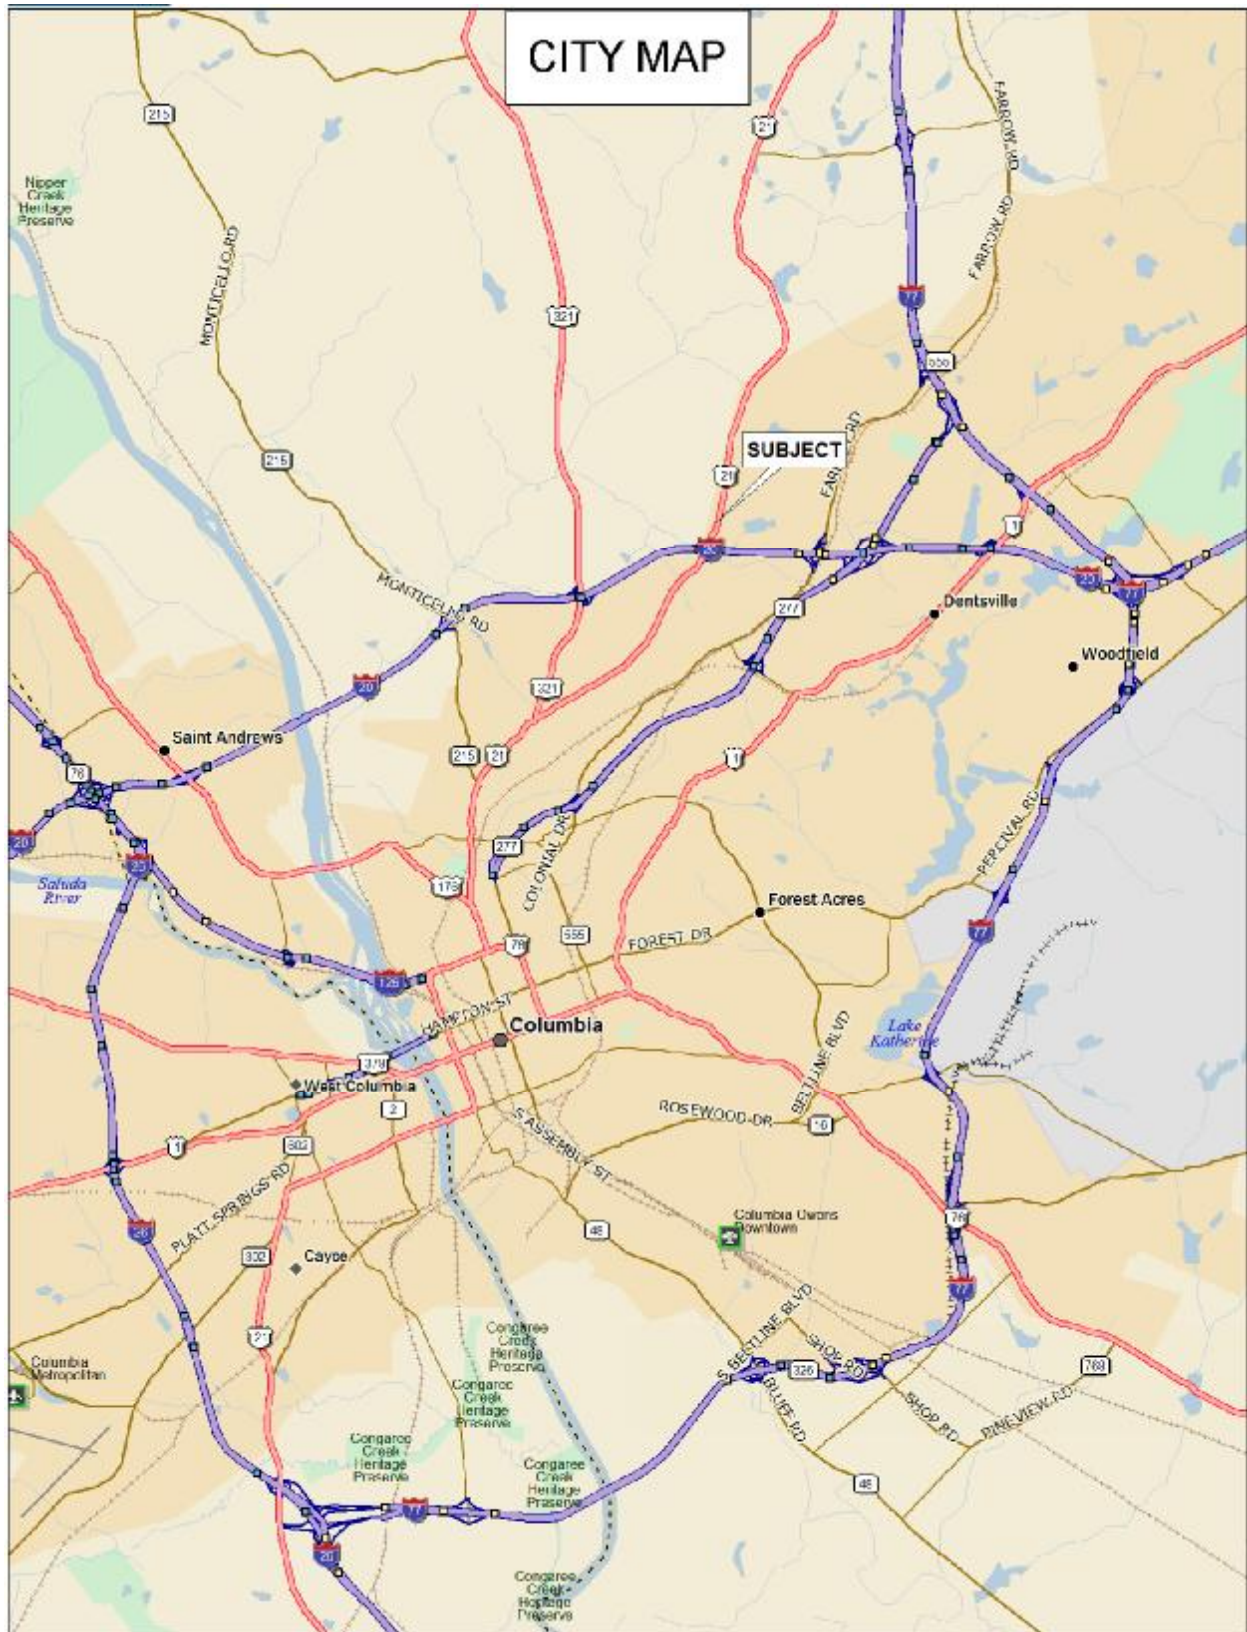 CITY MAP
215
21
FARROW RD
Nipper
Creek
Heritage
Preserve
FARROW RD
MONTICELLO RD
77
321
555
SUBJECT
215
21
1
20
MONTICELLO RD
277
77
Dentsville
Woodfield
20
321
Saint Andrews
215
21
1
76
PERCIVAL RD
20
277
COLONIAL DR
Saluda
River
176
Forest Acres
555
FOREST DR
76
77
126
HAMPTON ST
Columbia
Lake
Katherine
BELTLINE BLVD
378
West Columbia
2
ROSEWOOD DR
16
S ASSEMBLY ST
1
602
PLATT SPRINGS RD
Columbia Owens
Downtown
76
48
26
302
Cayce
77
S BELTLINE BLVD
Congaree
Creek
Heritage
Preserve
21
SHOP RD
Columbia
Metropolitan
326
768
Congaree
Creek
Heritage
Preserve
BLUFF RD
SHOP RD
PINEVIEW RD
Congaree
Creek
Heritage
Preserve
Congaree
Creek
Heritage
Preserve
48
77
Congaree
Creek
Heritage
Preserve